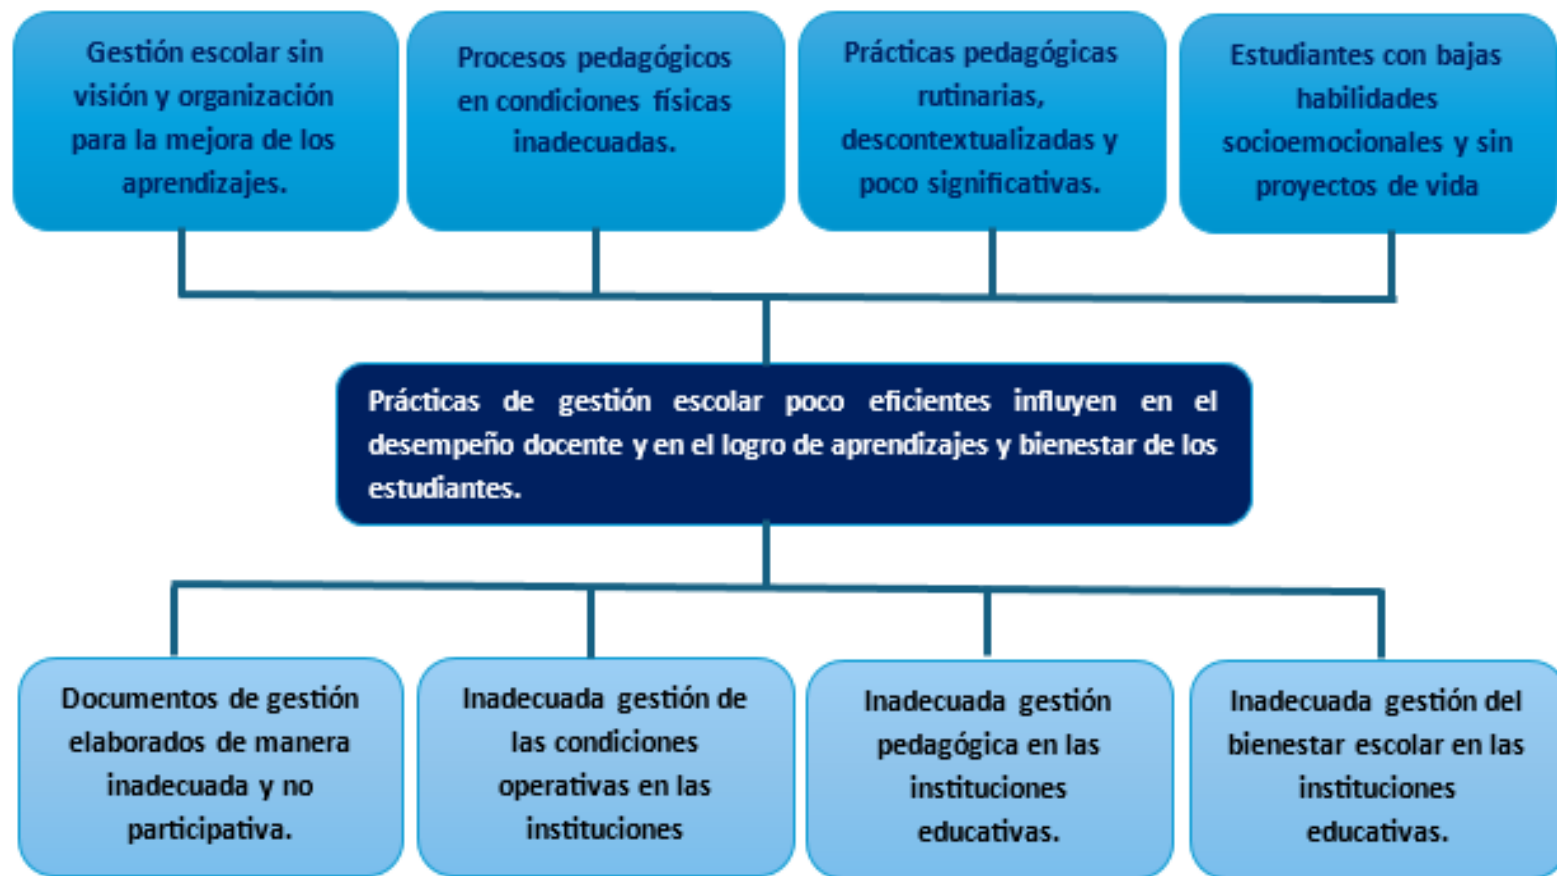 Gestión escolar sin
visión y organización
para la mejora de los
aprendizajes.
Procesos pedagógicos
en condiciones físicas
inadecuadas.
Prácticas pedagógicas
rutinarias,
descontextualizadas y
poco significativas.
Estudiantes con bajas
habilidades
socioemocionales y sin
proyectos de vida
Prácticas de gestión escolar poco eficientes influyen en el
desempeño docente y en el logro de aprendizajes y bienestar de los
estudiantes.
Documentos de gestión
elaborados de manera
inadecuada y no
participativa.
Inadecuada gestión de
las condiciones
operativas en las
instituciones
Inadecuada gestión
pedagógica en las
instituciones
educativas.
Inadecuada gestión del
bienestar escolar en las
instituciones
educativas.